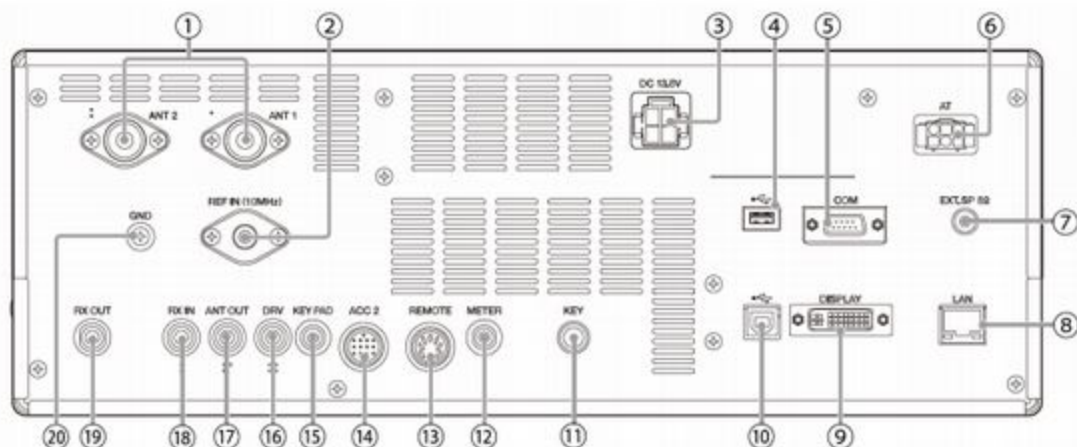 ① ② ③ ④ ⑤ ⑥
DC 13.8V
ANT 2 ANT 1 AT
REF IN (10MHz) COM EXT.SP 8Ω
GND
⑦
RX OUT RX IN ANT OUT DRV KEY PAD ACC 2 REMOTE METER KEY DISPLAY LAN
⑧
⑳ ⑲ ⑱ ⑰ ⑯ ⑮ ⑭ ⑬ ⑫ ⑪ ⑩ ⑨